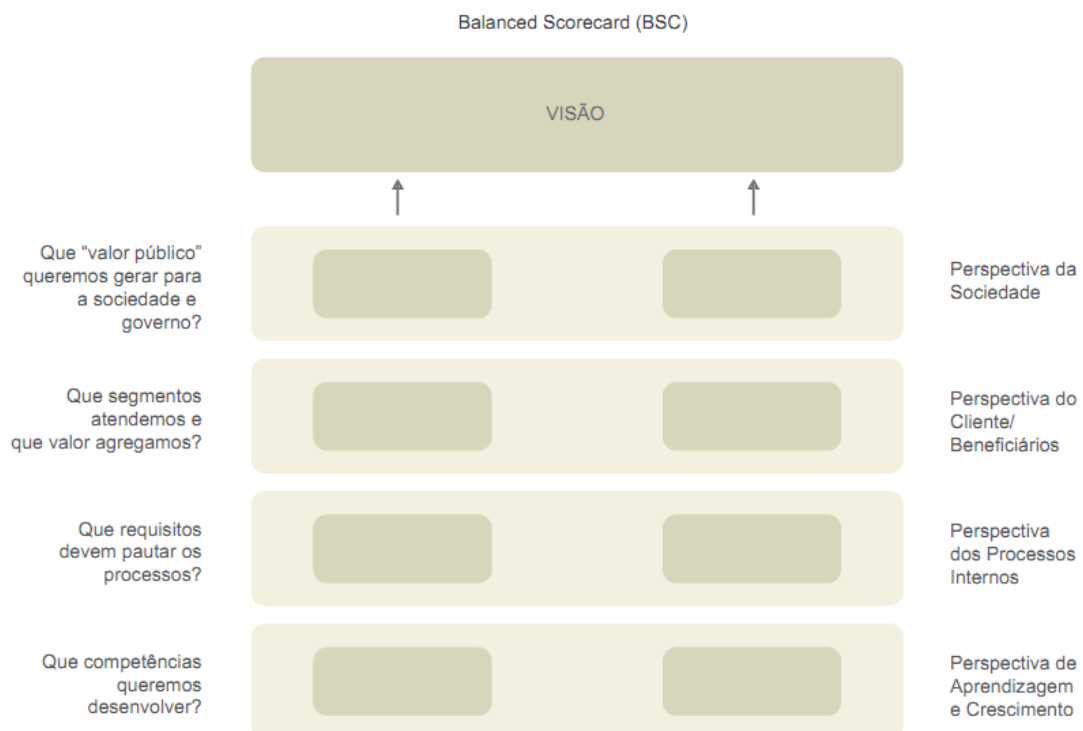 Balanced Scorecard (BSC)
VISÃO
Que “valor público”
queremos gerar para
a sociedade e
governo?
Perspectiva da
Sociedade
Que segmentos
atendemos e
que valor agregamos?
Perspectiva do
Cliente/
Beneficiários
Que requisitos
devem pautar os
processos?
Perspectiva
dos Processos
Internos
Que competências
queremos
desenvolver?
Perspectiva de
Aprendizagem
e Crescimento